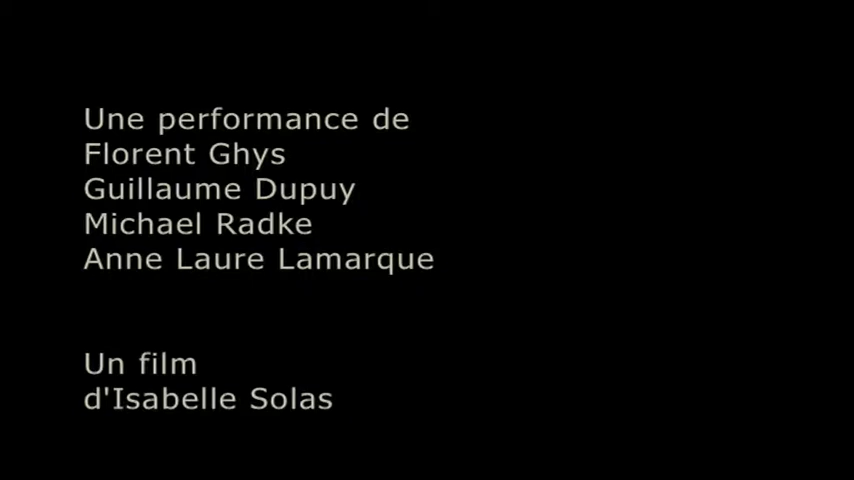 Une performance de
Florent Ghys
Guillaume Dupuy
Michael Radke
Anne Laure Lamarque
Un film
d'Isabelle Solas